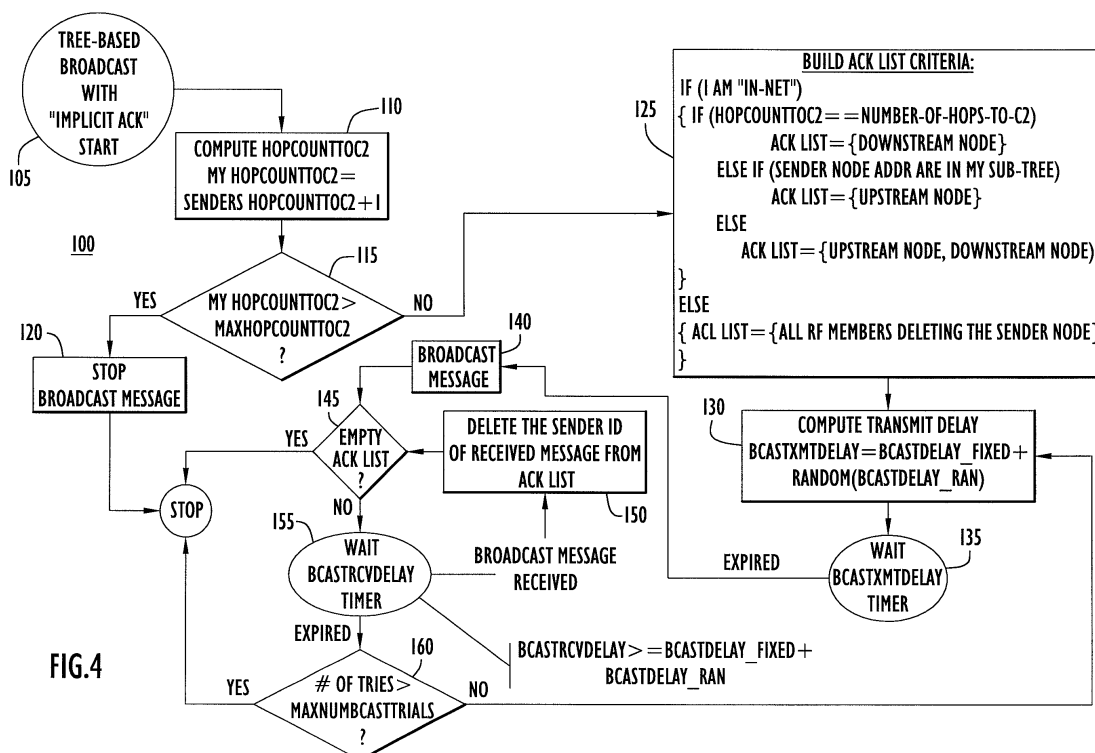 TREE-BASED
BROADCAST
WITH
"IMPLICIT ACK"
START
105
110
COMPUTE HOPCOUNTTOC2
MY HOPCOUNTTOC2=
SENDERS HOPCOUNTTOC2+1
100
115
MY HOPCOUNTTOC2>
MAXHOPCOUNTTOC2
?
YES
NO
120
STOP
BROADCAST MESSAGE
125
BUILD ACK LIST CRITERIA:
IF (I AM "IN-NET")
{ IF (HOPCOUNTTOC2==NUMBER-OF-HOPS-TO-C2)
ACK LIST={DOWNSTREAM NODE}
ELSE IF (SENDER NODE ADDR ARE IN MY SUB-TREE)
ACK LIST={UPSTREAM NODE}
ELSE
ACK LIST={UPSTREAM NODE, DOWNSTREAM NODE)
}
ELSE
{ ACL LIST={ALL RF MEMBERS DELETING THE SENDER NODE}
}
130
COMPUTE TRANSMIT DELAY
BCASTXMTDELAY=BCASTDELAY_FIXED+
RANDOM(BCASTDELAY_RAN)
135
WAIT
BCASTXMTDELAY
TIMER
EXPIRED
140
BROADCAST
MESSAGE
145
EMPTY
ACK LIST
?
YES
NO
STOP
DELETE THE SENDER ID
OF RECEIVED MESSAGE FROM
ACK LIST
150
BROADCAST MESSAGE
RECEIVED
155
WAIT
BCASTRCVDELAY
TIMER
EXPIRED
BCASTRCVDELAY>=BCASTDELAY_FIXED+
BCASTDELAY_RAN
160
# OF TRIES>
MAXNUMBCASTTRIALS
?
YES
NO
FIG.4